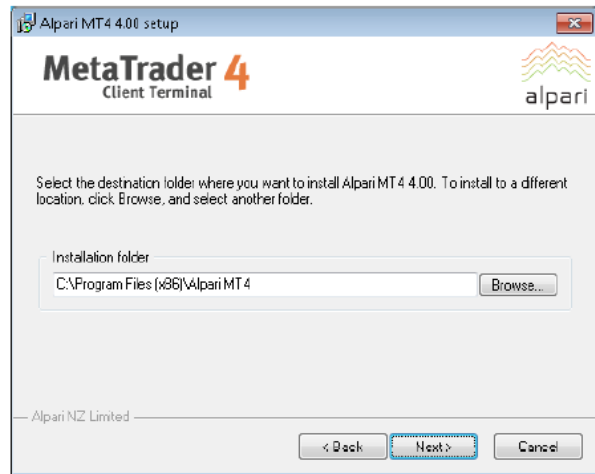 Alpari MT4 4.00 setup
MetaTrader 4
Client Terminal
alpari
Select the destination folder where you want to install Alpari MT4 4.00. To install to a different
location, click Browse, and select another folder.
Installation folder
C:\Program Files (x86)\Alpari MT4
Browse...
Alpari NZ Limited
< Back
Next >
Cancel